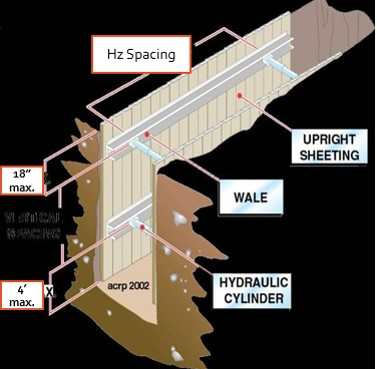 Hz Spacing
UPRIGHT
SHEETING
18"
max.
WALE
VERTICAL
SPACING
HYDRAULIC
CYLINDER
4'
max.
X
acrp 2002